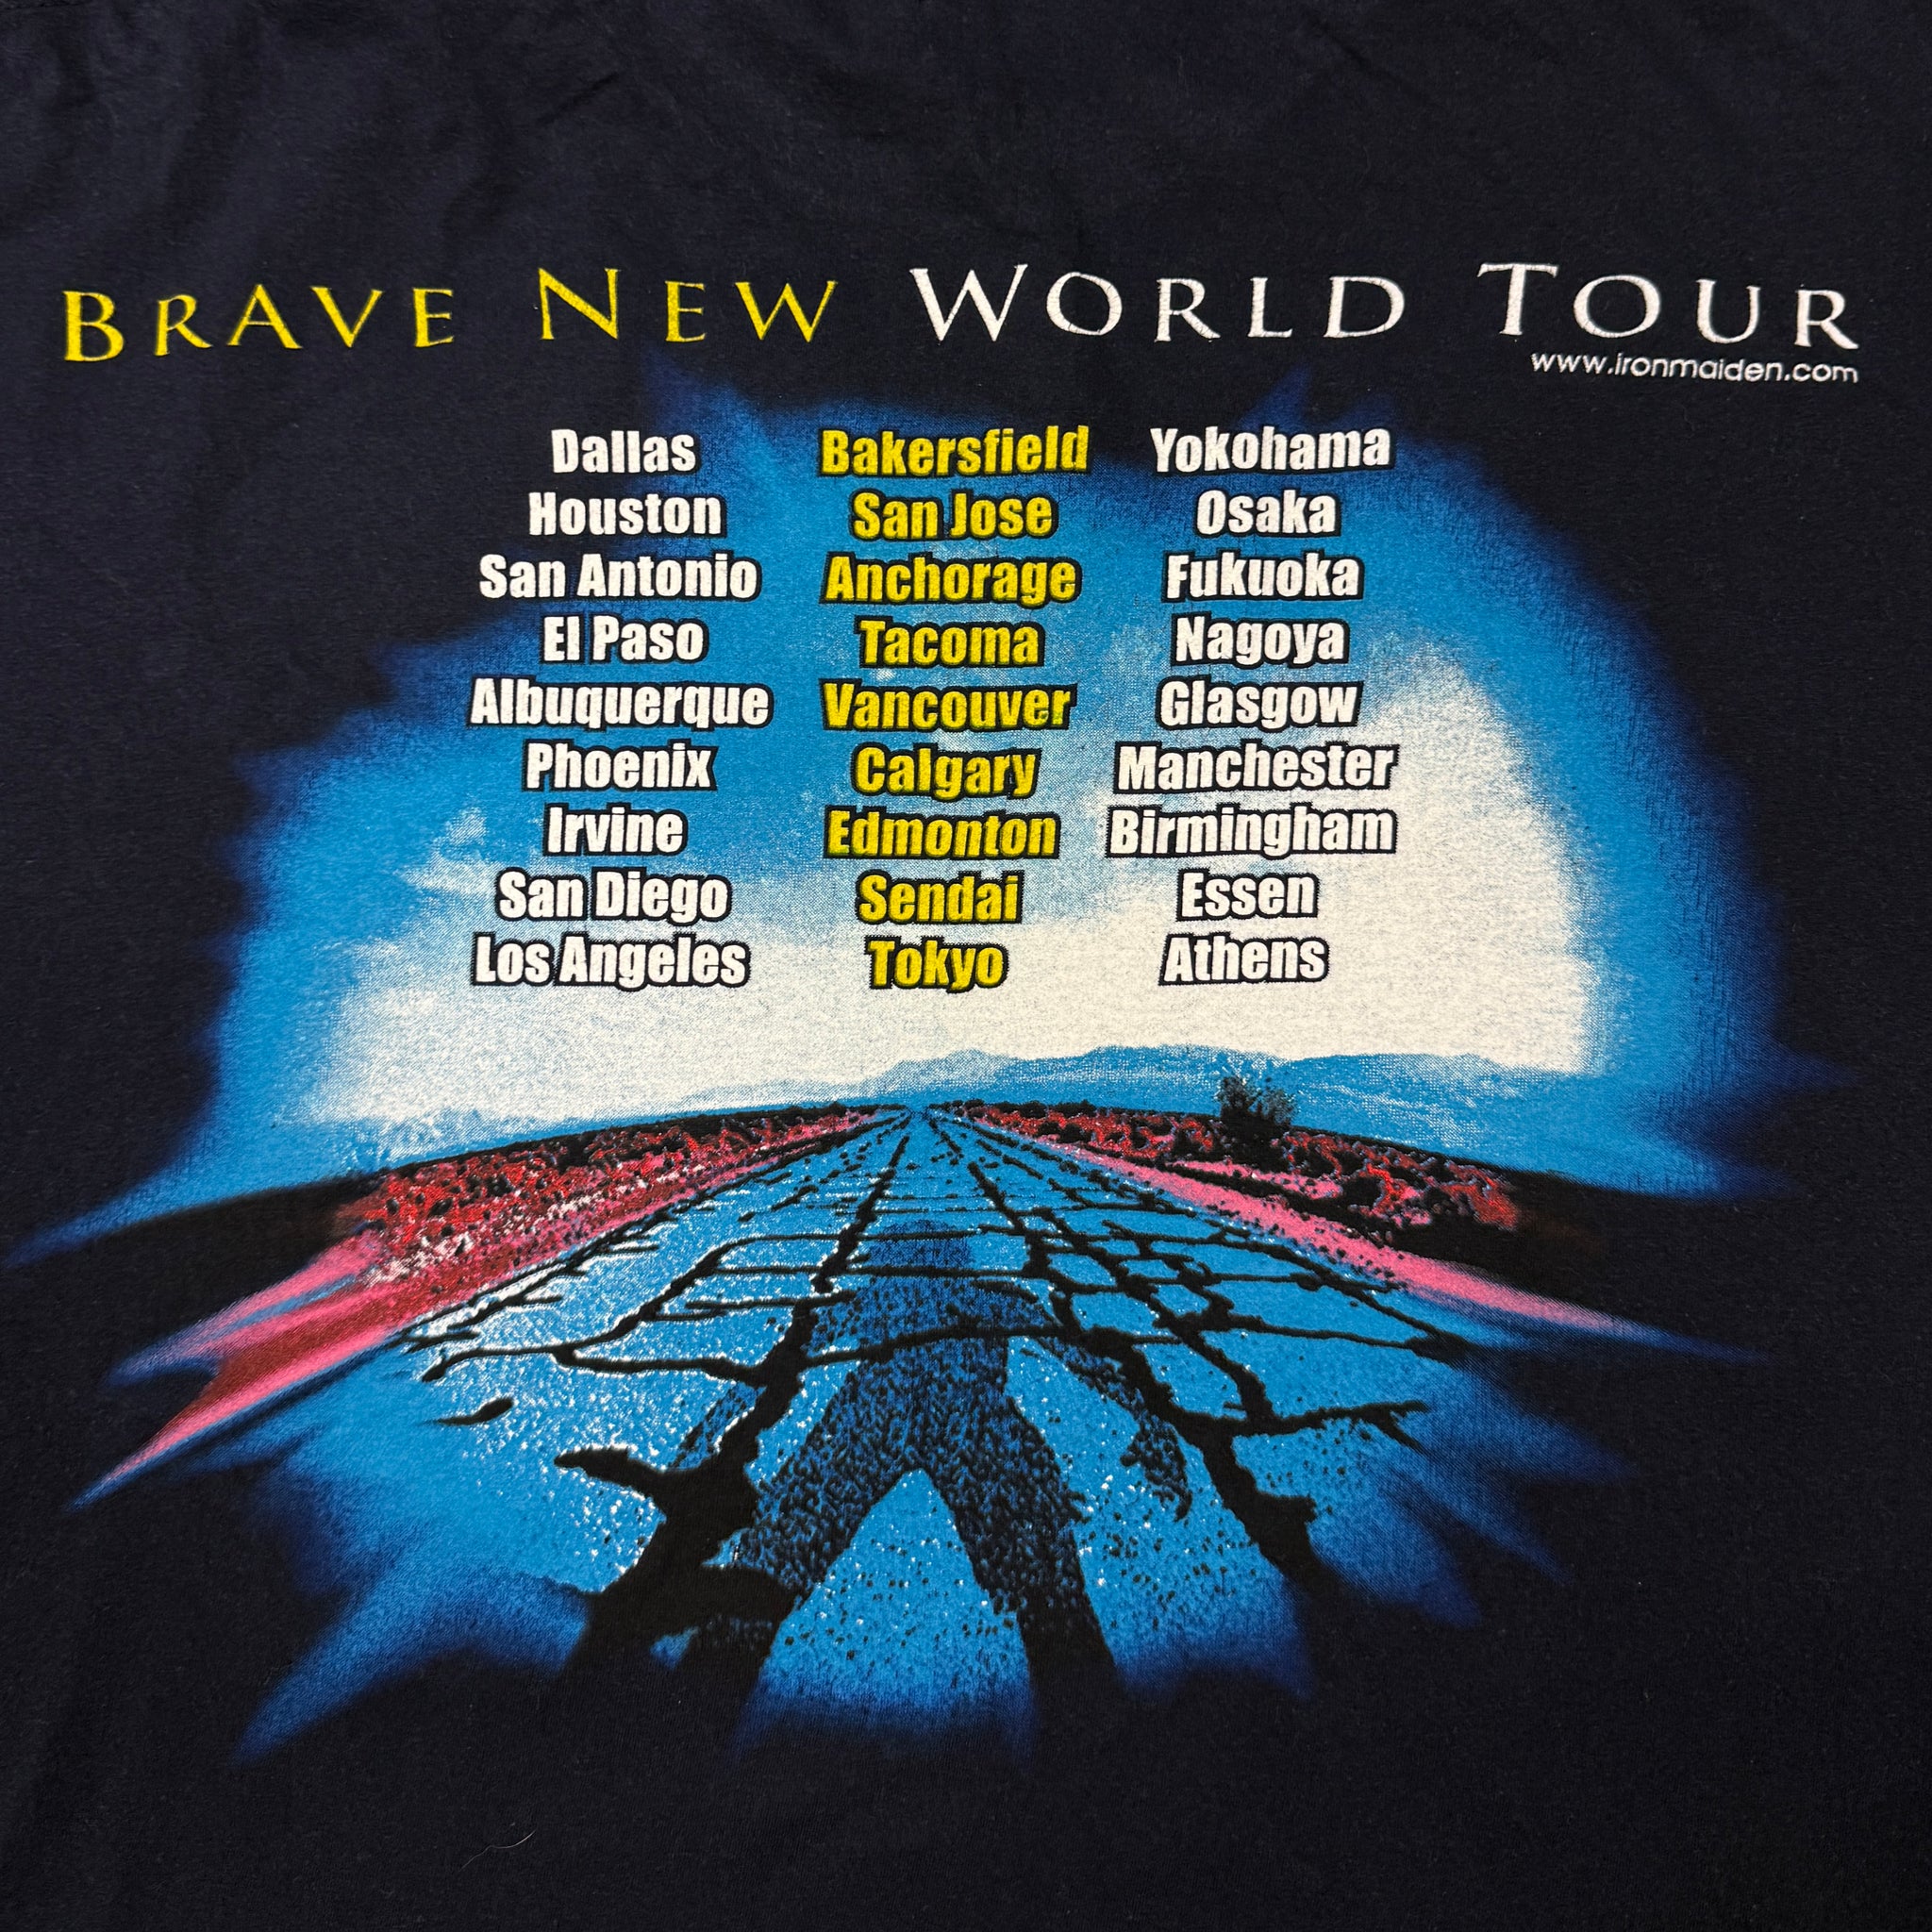 BRAVE NEW WORLD TOUR
www.ironmaiden.com
Dallas
Houston
San Antonio
El Paso
Albuquerque
Phoenix
Irvine
San Diego
Los Angeles
Bakersfield
San Jose
Anchorage
Tacoma
Vancouver
Calgary
Edmonton
Sendai
Tokyo
Yokohama
Osaka
Fukuoka
Nagoya
Glasgow
Manchester
Birmingham
Essen
Athens